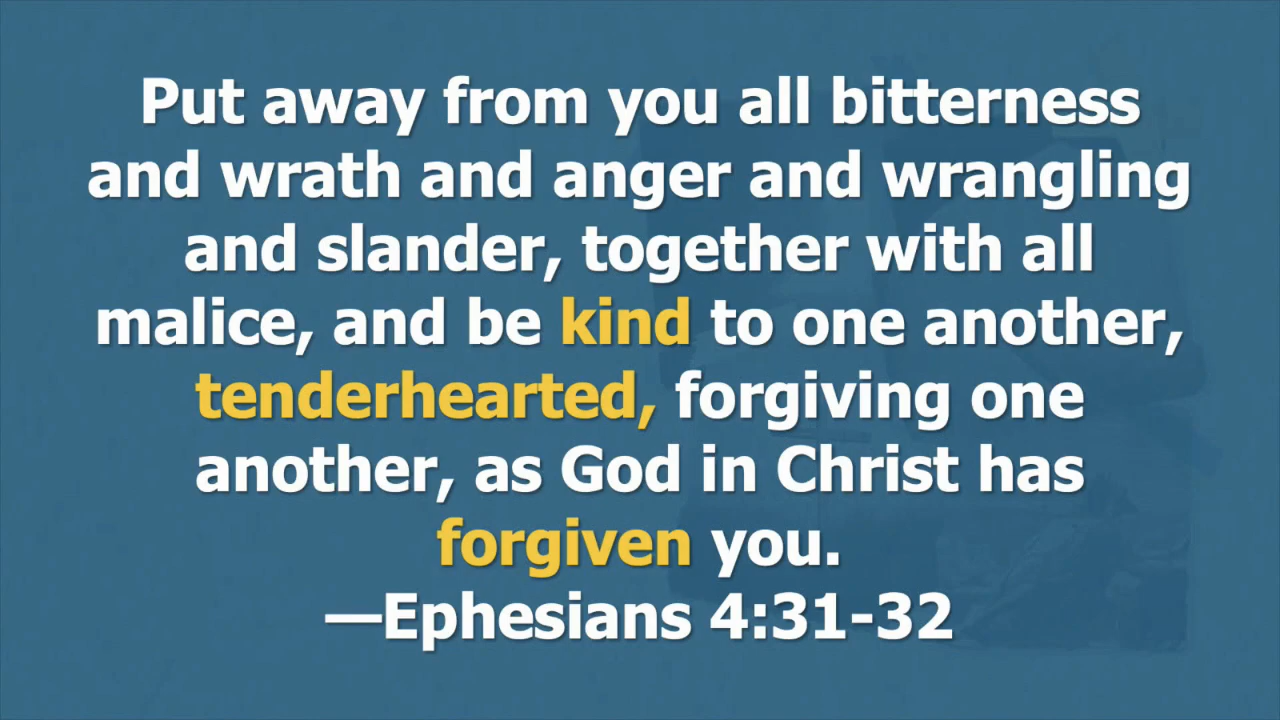 Put away from you all bitterness
and wrath and anger and wrangling
and slander, together with all
malice, and be kind to one another,
tenderhearted, forgiving one
another, as God in Christ has
forgiven you.
—Ephesians 4:31-32